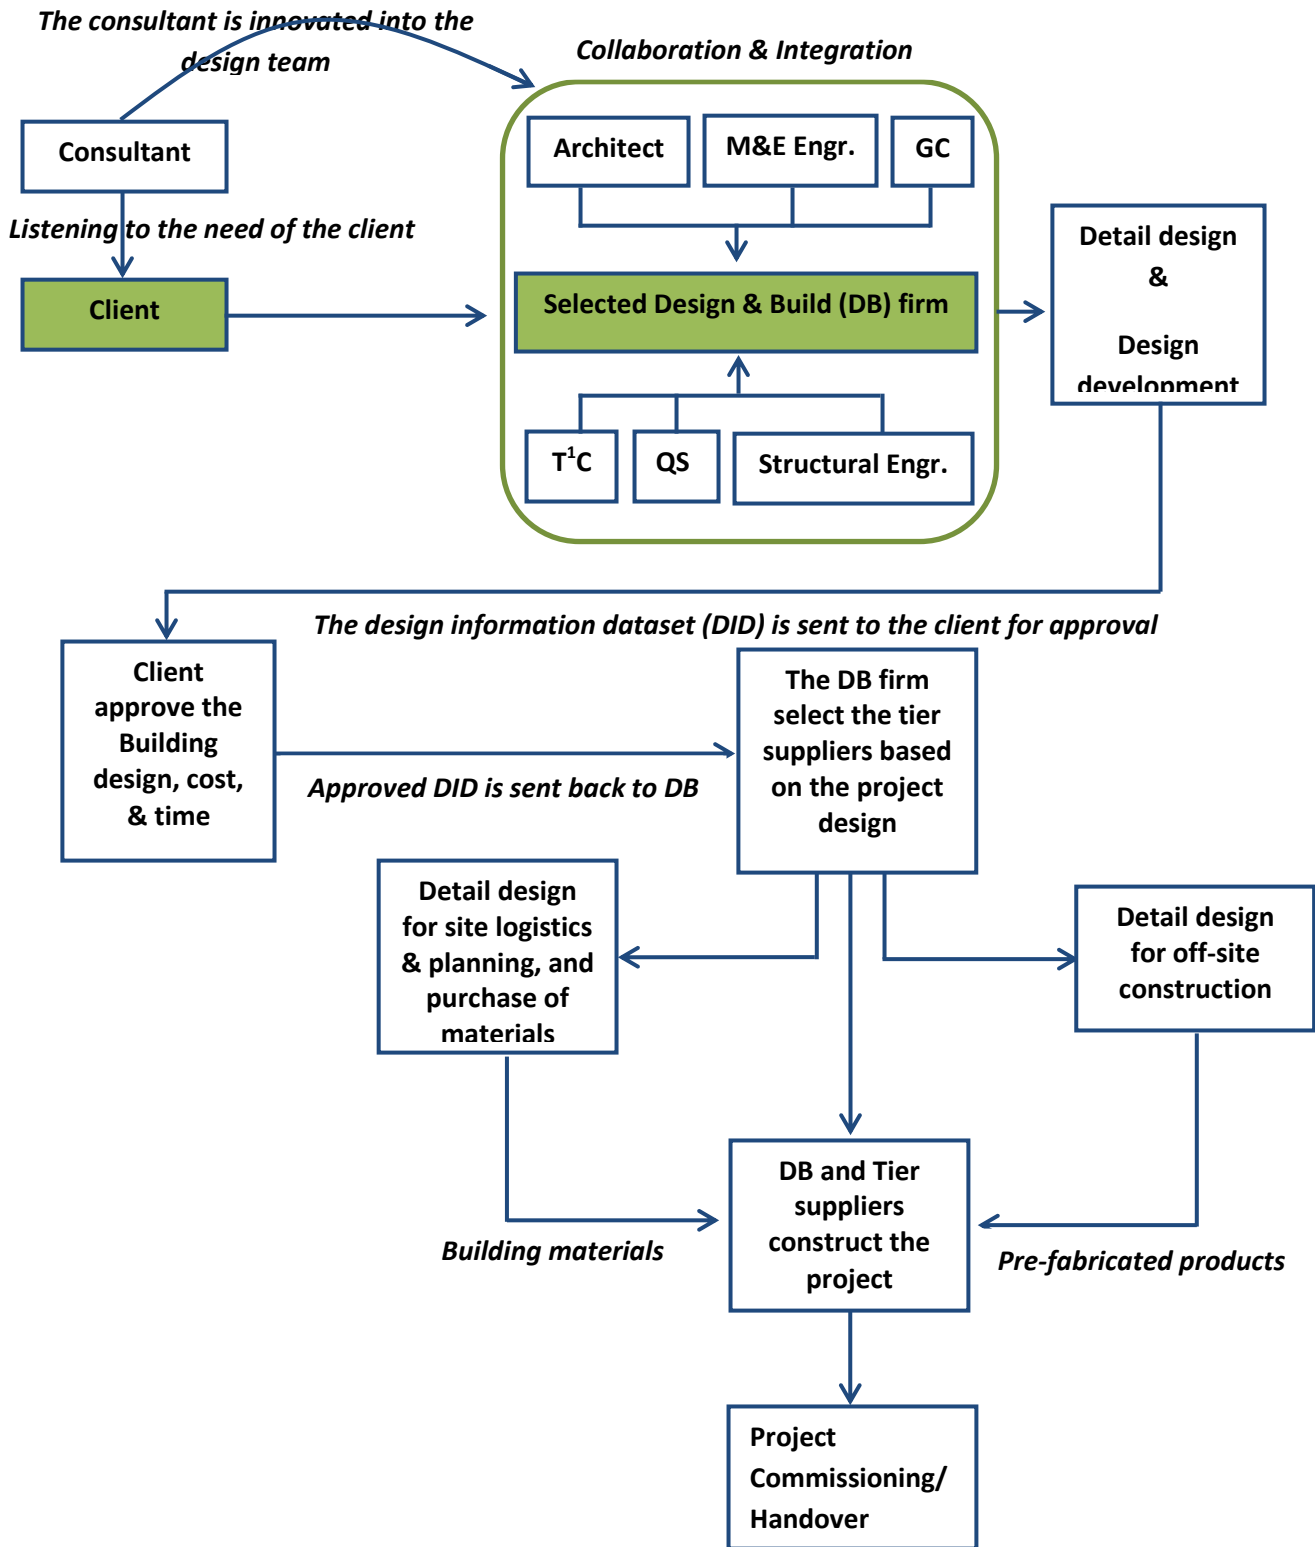 The consultant is innovated into the
design team
Collaboration & Integration
Consultant
Architect
M&E Engr.
GC
Listening to the need of the client
Client
Selected Design & Build (DB) firm
Detail design
&
Design
development
T¹C
QS
Structural Engr.
The design information dataset (DID) is sent to the client for approval
Client
approve the
Building
design, cost,
& time
Approved DID is sent back to DB
The DB firm
select the tier
suppliers based
on the project
design
Detail design
for site logistics
& planning, and
purchase of
materials
Detail design
for off-site
construction
Building materials
DB and Tier
suppliers
construct the
project
Pre-fabricated products
Project
Commissioning/
Handover